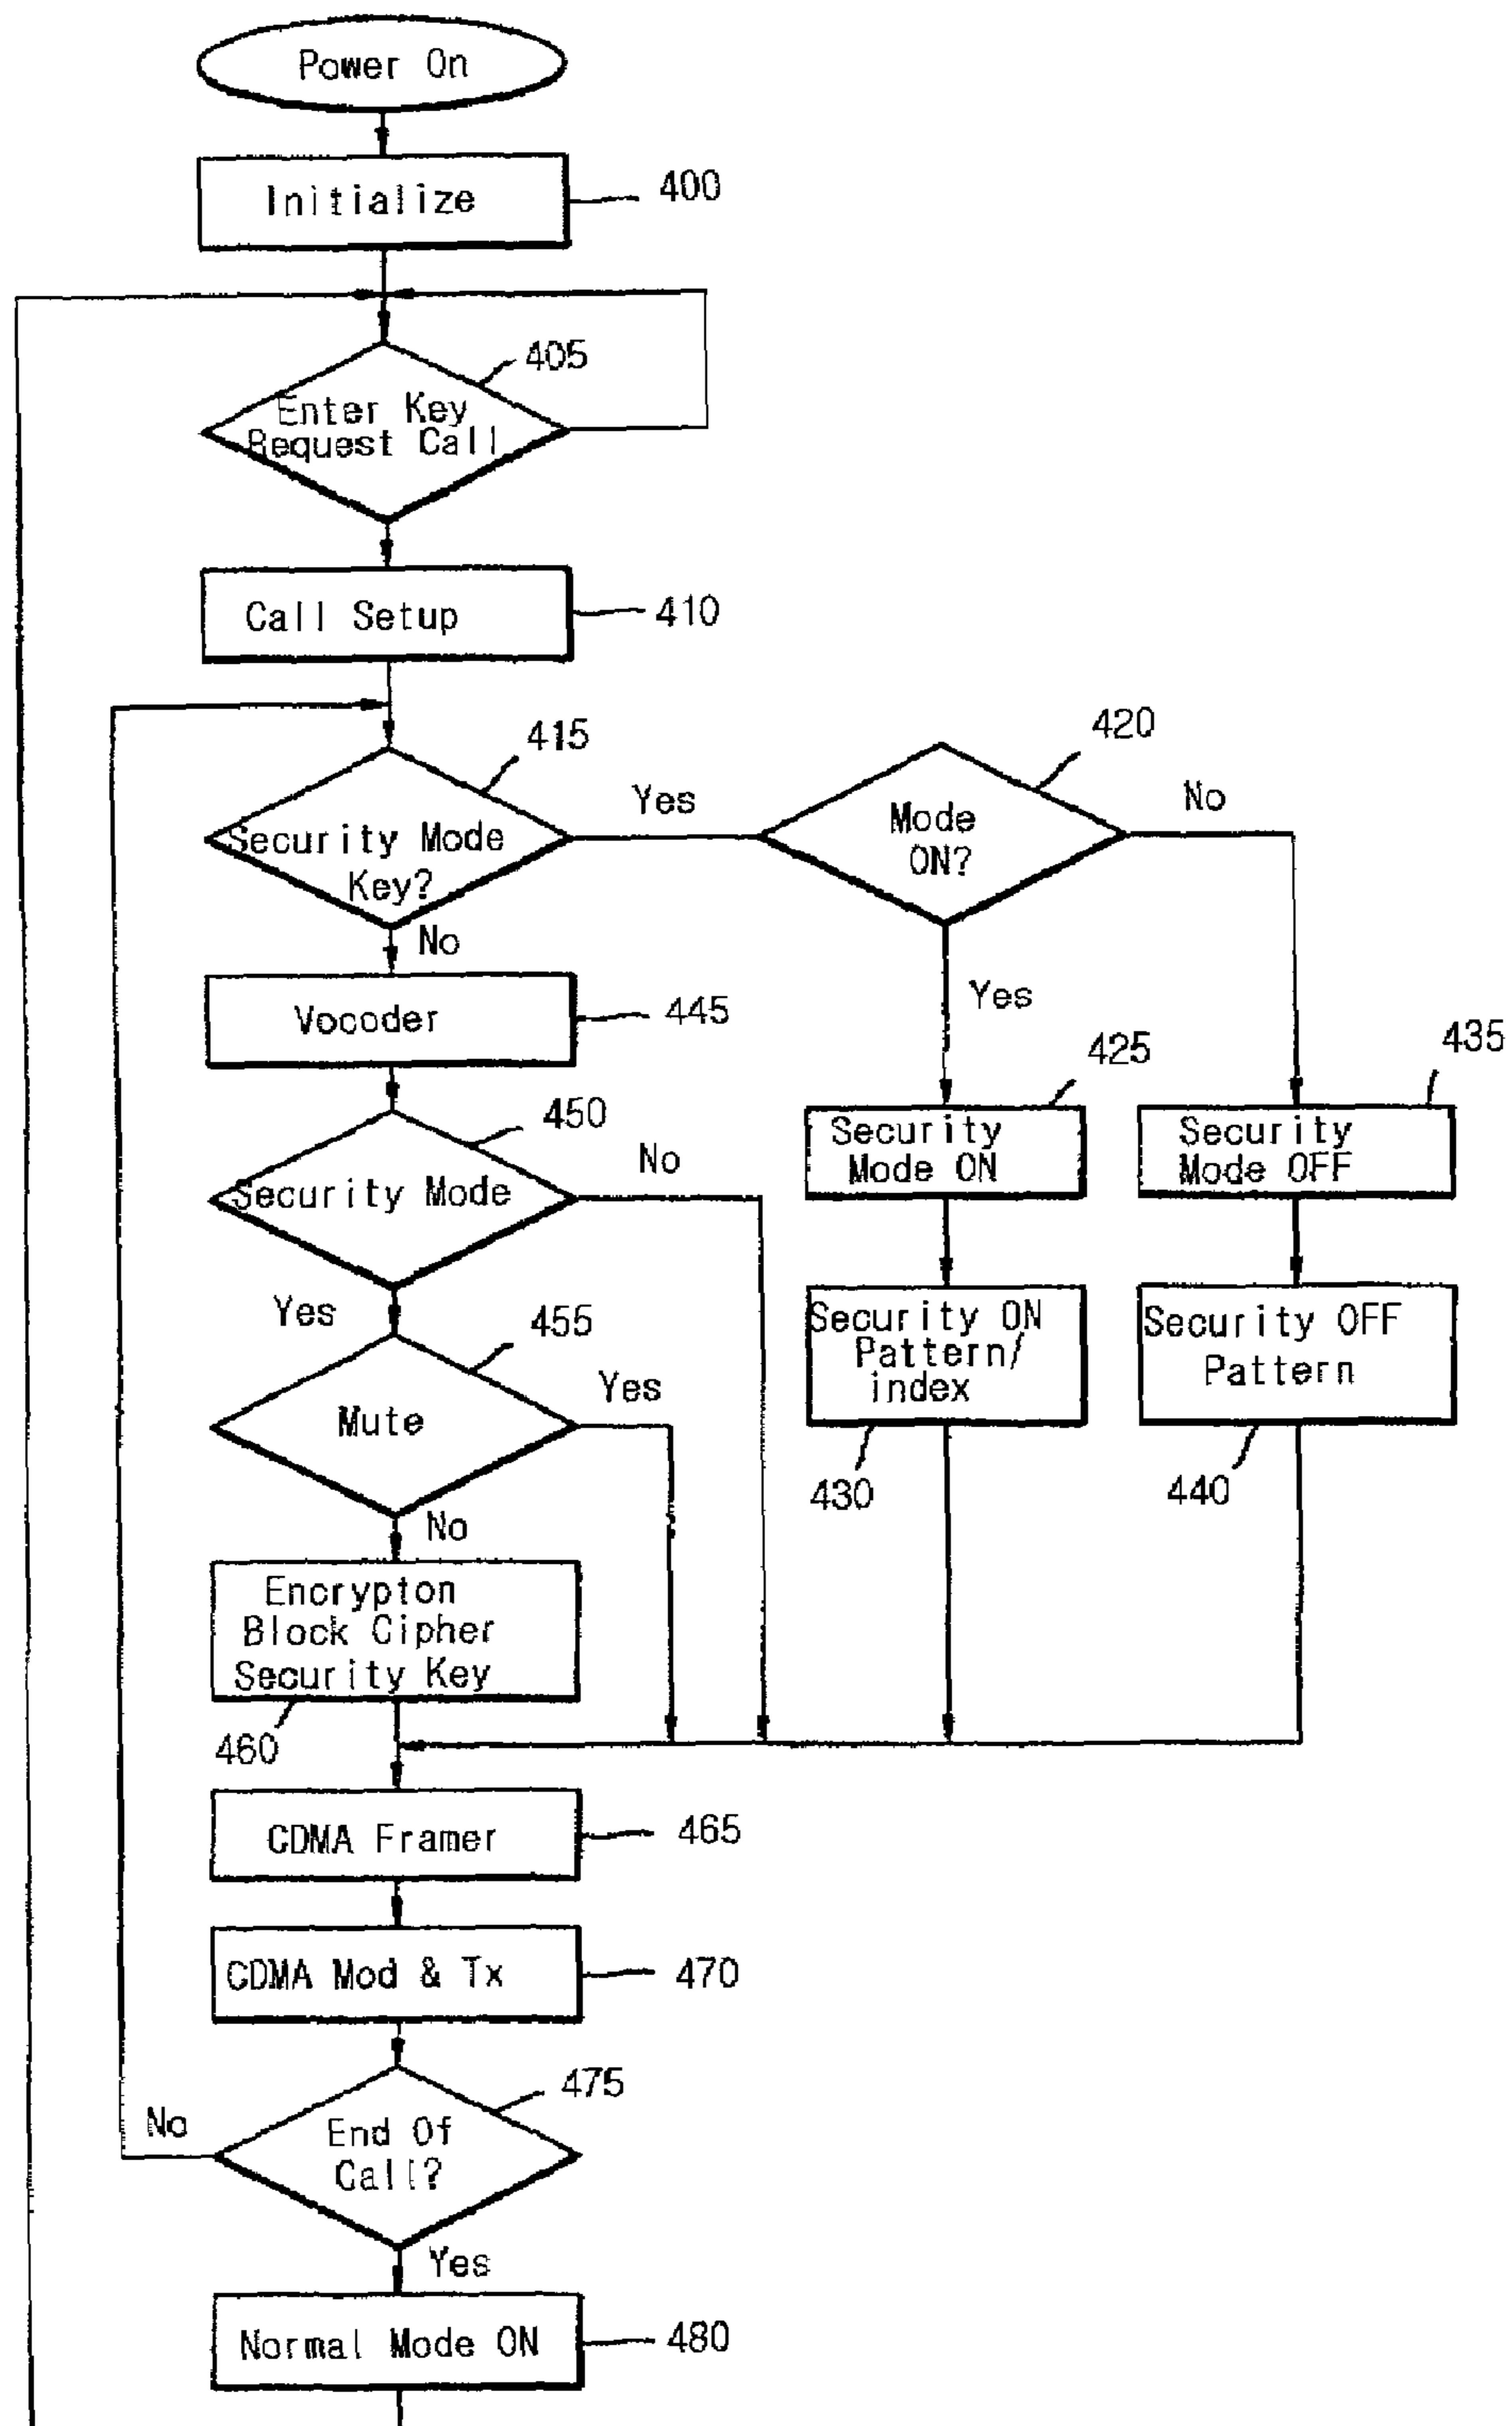 Power On
Initialize
400
405
Enter Key
Request Call
Call Setup
410
415
Security Mode
Key?
Yes
No
420
Mode
ON?
No
Yes
Vocoder
445
425
Security
Mode ON
435
Security
Mode OFF
450
Security Mode
No
Yes
Security ON
Pattern/
index
430
Security OFF
Pattern
440
455
Mute
Yes
No
Encrypton
Block Cipher
Security Key
460
CDMA Framer
465
CDMA Mod & Tx
470
475
End Of
Call?
No
Yes
Normal Mode ON
480